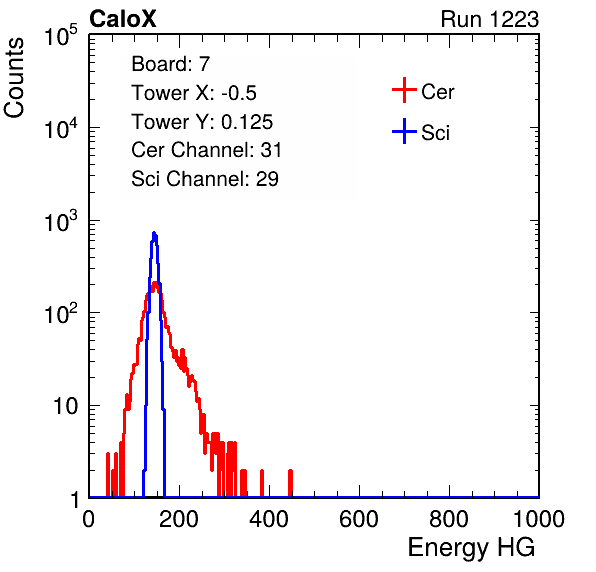 CaloX Run 1223
10^5
Counts
Board: 7
Tower X: -0.5
Tower Y: 0.125
Cer Channel: 31
Sci Channel: 29
Cer
Sci
10^4
10^3
10^2
10
1
0 200 400 600 800 1000
Energy HG